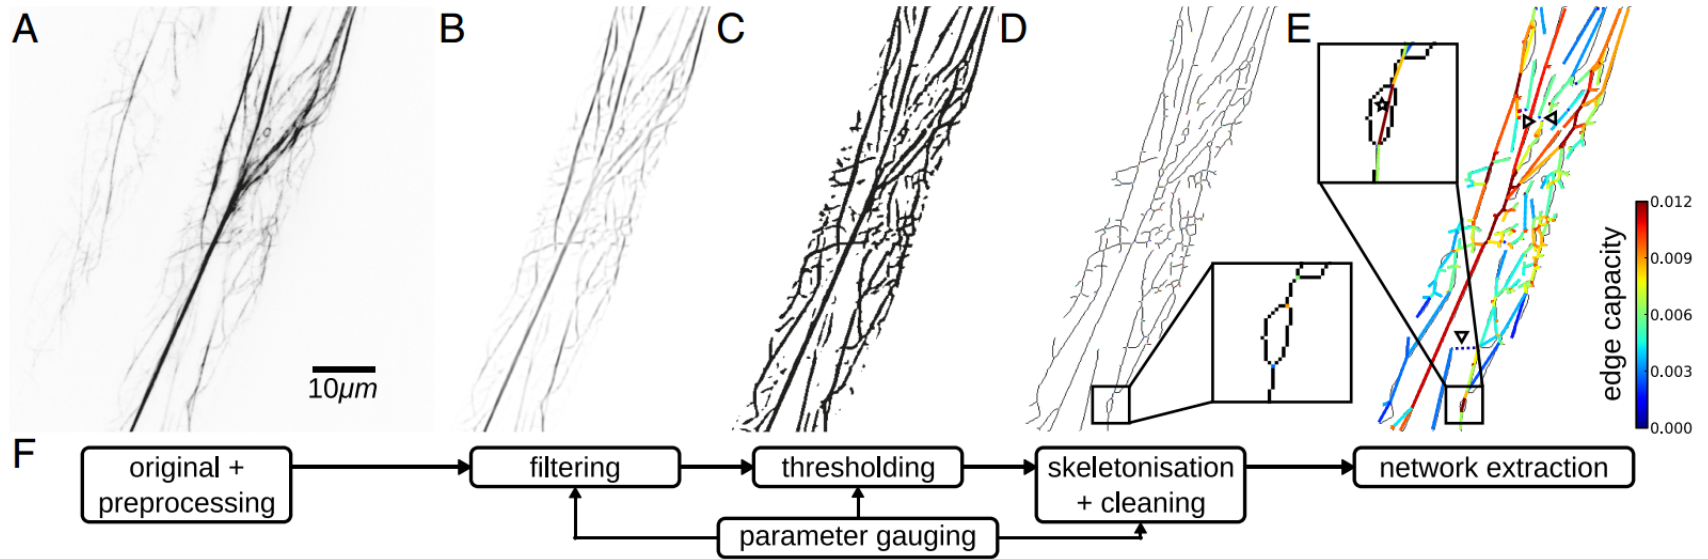 A
B
C
D
E
10μm
edge capacity
0.012
0.009
0.006
0.003
0.000
F
original +
preprocessing
filtering
thresholding
skeletonisation
+ cleaning
network extraction
parameter gauging